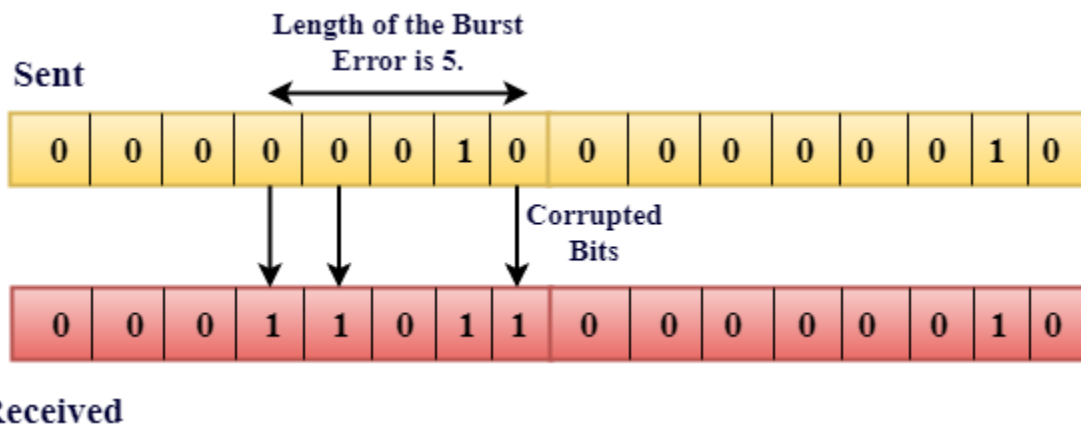 Length of the Burst
Error is 5.
Sent
0 0 0 0 0 0 1 0 0 0 0 0 0 0 1 0
Corrupted
Bits
0 0 0 1 1 0 1 1 0 0 0 0 0 0 1 0
eceived